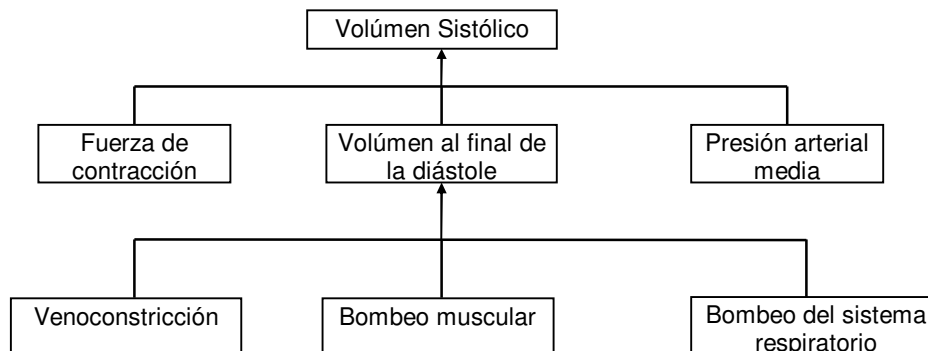 Volúmen Sistólico
Fuerza de
contracción
Volúmen al final de
la diástole
Presión arterial
media
Venoconstricción
Bombeo muscular
Bombeo del sistema
respiratorio